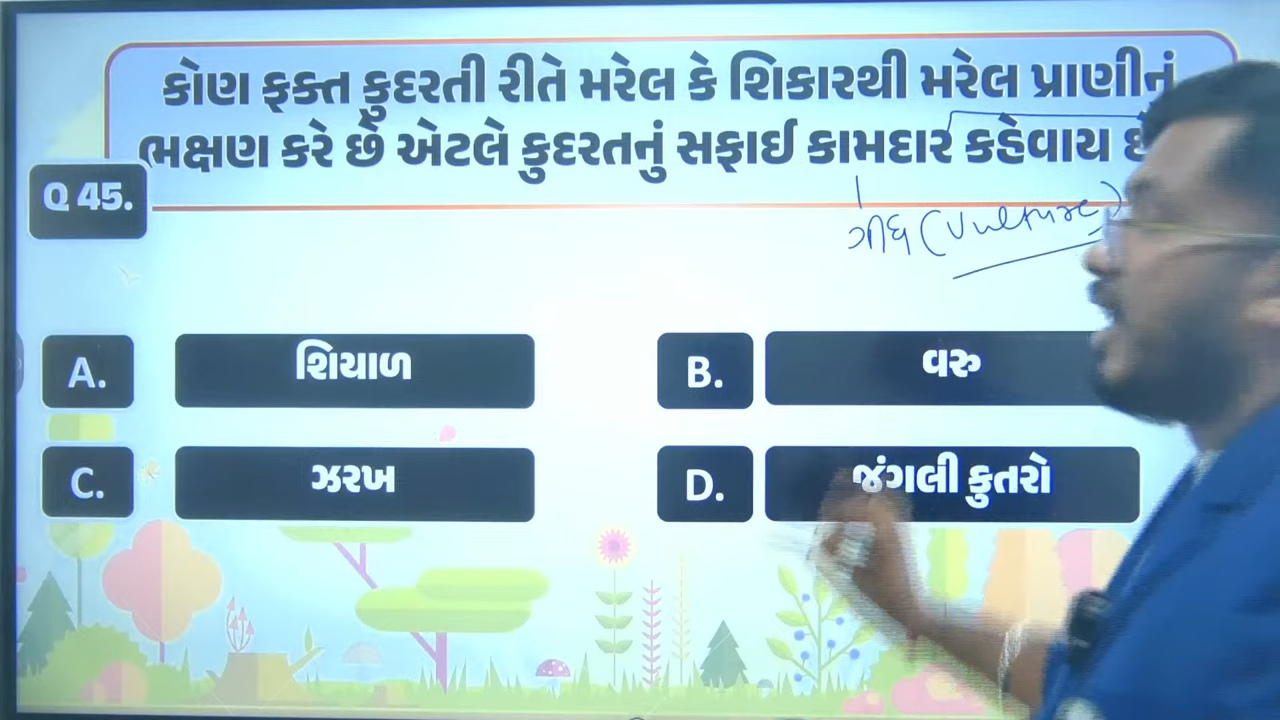 કોણ ફક્ત કુદરતી રીતે મરેલ કે શિકારથી મરેલ પ્રાણીનું
ભક્ષણ કરે છે એટલે કુદરતનું સફાઈ કામદાર કહેવાય
Q 45.
ગીધ (Vulture)
A. શિયાળ
B. વરુ
C. ઝરખ
D. જંગલી કુતરો